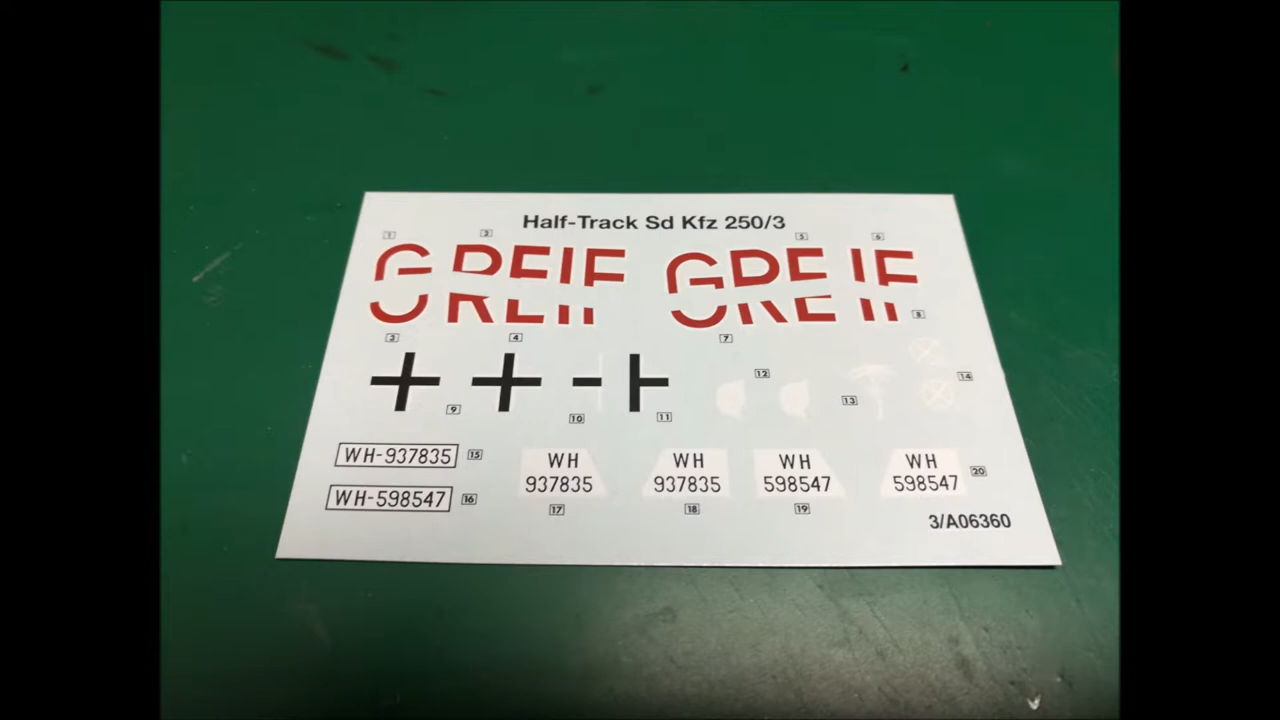 Half-Track Sd Kfz 250/3
1 2 5 6
GREIF GREIF
8
3 4 7
12 14
13
9 10 11
WH-937835 15 WH 937835 WH 937835 WH 598547 WH 598547 20
WH-598547 16
17 18 19
3/A06360